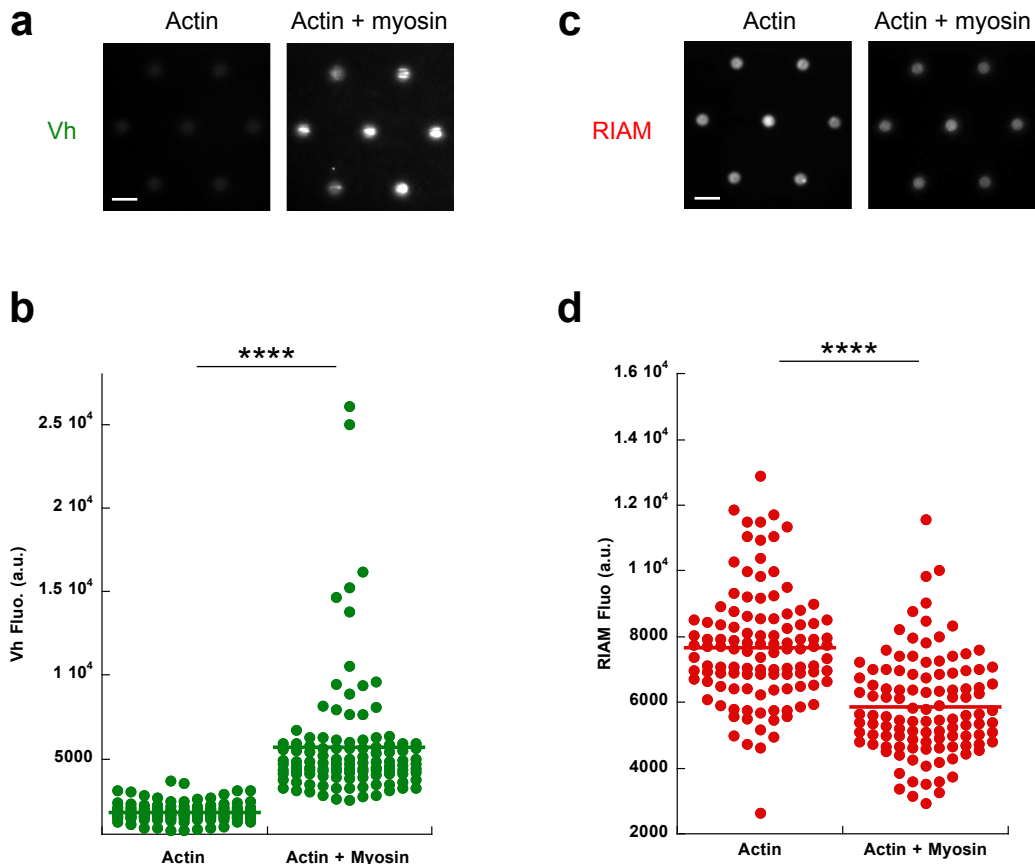 a
Actin
Actin + myosin
Vh
c
Actin
Actin + myosin
RIAM
b
****
2.5 10⁴
2 10⁴
1.5 10⁴
1 10⁴
5000
Vh Fluo. (a.u.)
Actin
Actin + Myosin
d
****
1.6 10⁴
1.4 10⁴
1.2 10⁴
1 10⁴
8000
6000
4000
2000
RIAM Fluo (a.u.)
Actin
Actin + Myosin